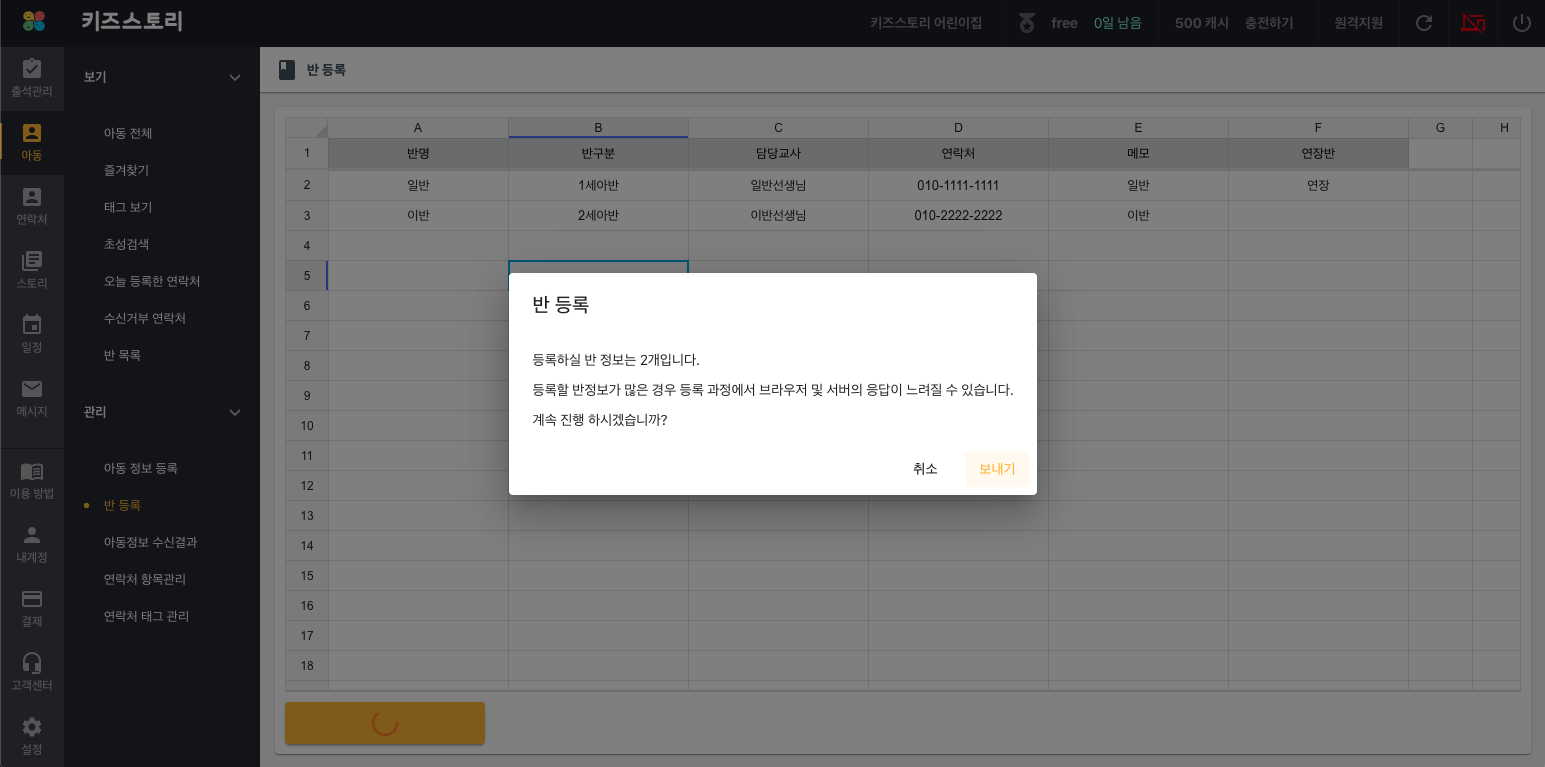 키즈스토리
키즈스토리 어린이집
free 0일 남음
500 캐시 충전하기
원격지원
출석관리
아동
연락처
스토리
일정
메시지
이용 방법
내계정
결제
고객센터
설정
보기
아동 전체
즐겨찾기
태그 보기
초성검색
오늘 등록한 연락처
수신거부 연락처
반 목록
관리
아동 정보 등록
반 등록
아동정보 수신결과
연락처 항목관리
연락처 태그 관리
반 등록
A B C D E F G H
1 반명 반구분 담당교사 연락처 메모 연장반
2 일반 1세아반 일반선생님 010-1111-1111 일반 연장
3 이반 2세아반 이반선생님 010-2222-2222 이반
4
5
6
7
8
9
10
11
12
13
14
15
16
17
18
반 등록
등록하실 반 정보는 2개입니다.
등록할 반정보가 많은 경우 등록 과정에서 브라우저 및 서버의 응답이 느려질 수 있습니다.
계속 진행 하시겠습니까?
취소 보내기